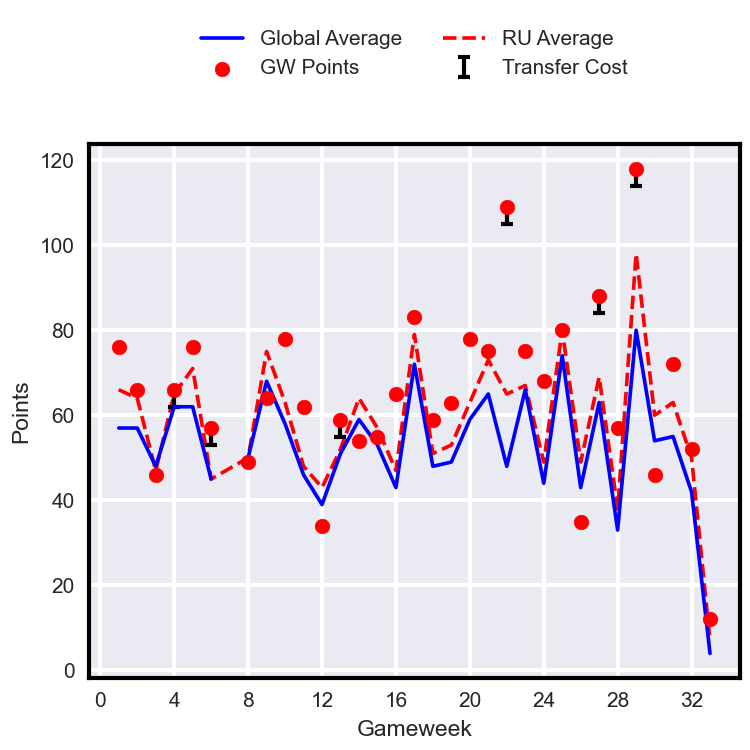 Global Average
GW Points
RU Average
Transfer Cost
Points
120
100
80
60
40
20
0
0 4 8 12 16 20 24 28 32
Gameweek